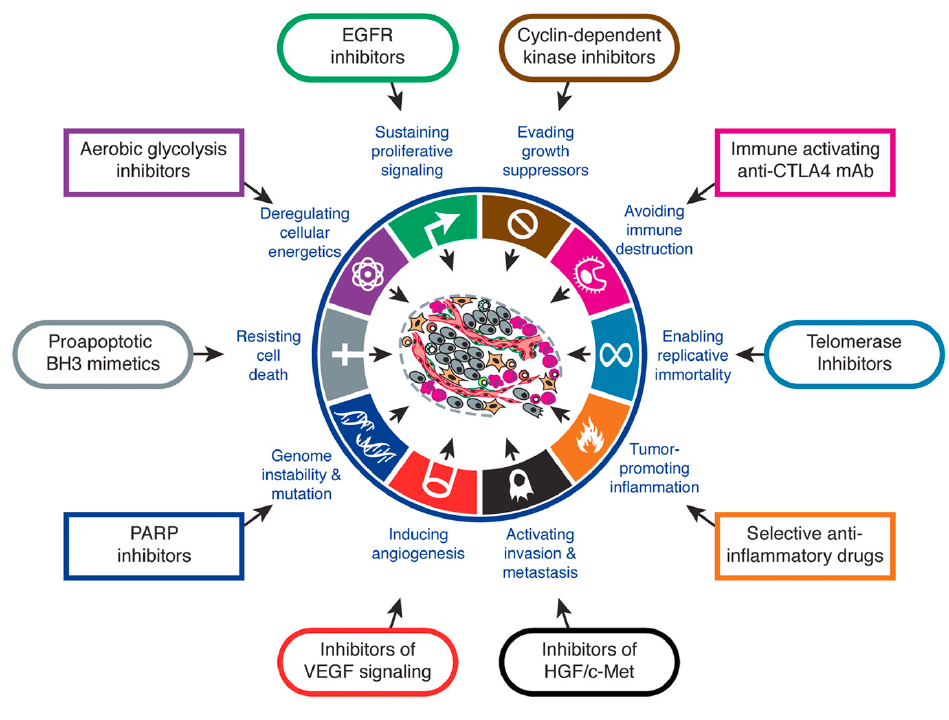 EGFR
inhibitors
Cyclin-dependent
kinase inhibitors
Sustaining
proliferative
signaling
Evading
growth
suppressors
Aerobic glycolysis
inhibitors
Immune activating
anti-CTLA4 mAb
Deregulating
cellular
energetics
Avoiding
immune
destruction
Proapoptotic
BH3 mimetics
Resisting
cell
death
Enabling
replicative
immortality
Telomerase
Inhibitors
Genome
instability &
mutation
Tumor-
promoting
inflammation
PARP
inhibitors
Inducing
angiogenesis
Activating
invasion &
metastasis
Selective anti-
inflammatory drugs
Inhibitors of
VEGF signaling
Inhibitors of
HGF/c-Met